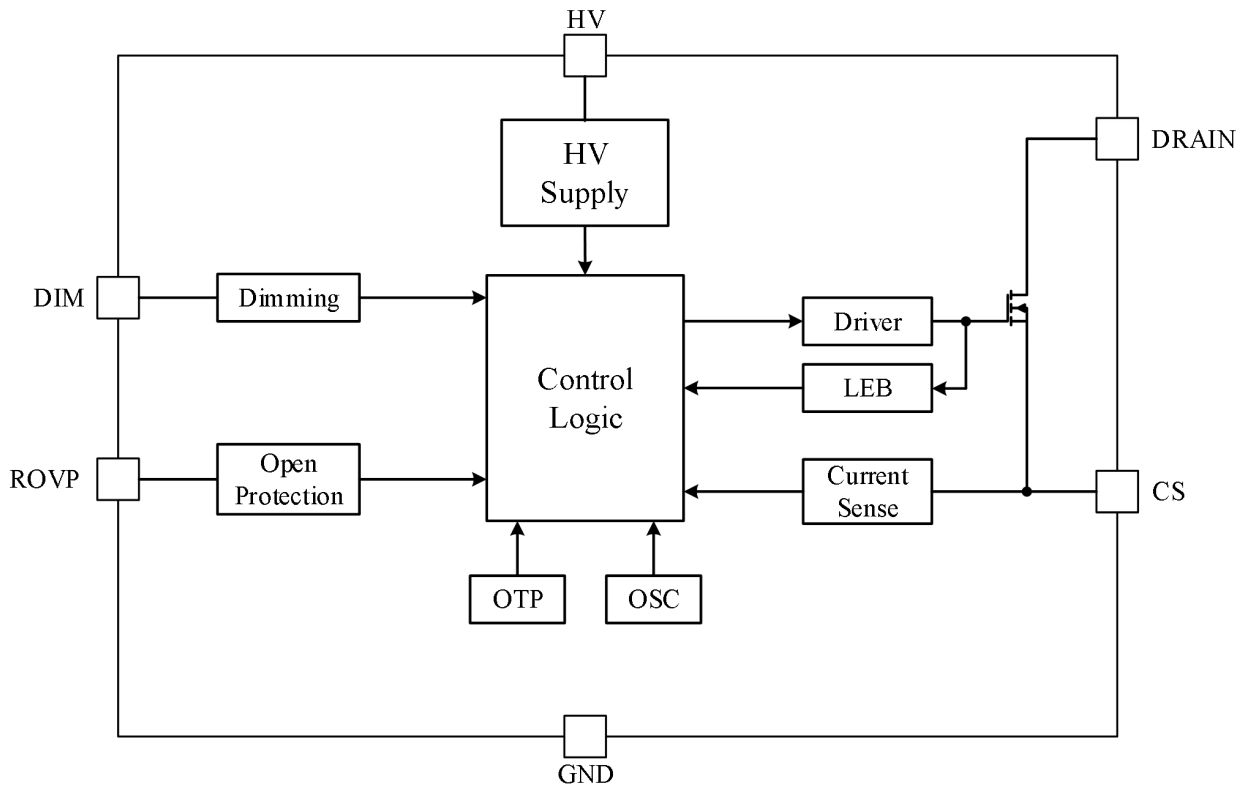 HV
HV
Supply
DRAIN
DIM
Dimming
Driver
Control
Logic
LEB
ROVP
Open
Protection
Current
Sense
CS
OTP
OSC
GND